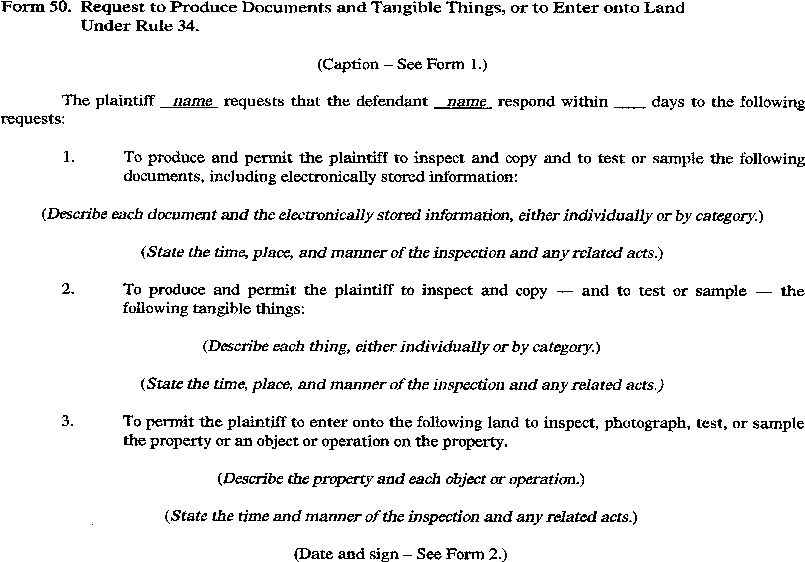 Form 50. Request to Produce Documents and Tangible Things, or to Enter onto Land
Under Rule 34.
(Caption – See Form 1.)
The plaintiff name requests that the defendant name respond within ____ days to the following
requests:
1. To produce and permit the plaintiff to inspect and copy and to test or sample the following
documents, including electronically stored information:
(Describe each document and the electronically stored information, either individually or by category.)
(State the time, place, and manner of the inspection and any related acts.)
2. To produce and permit the plaintiff to inspect and copy — and to test or sample — the
following tangible things:
(Describe each thing, either individually or by category.)
(State the time, place, and manner of the inspection and any related acts.)
3. To permit the plaintiff to enter onto the following land to inspect, photograph, test, or sample
the property or an object or operation on the property.
(Describe the property and each object or operation.)
(State the time and manner of the inspection and any related acts.)
(Date and sign – See Form 2.)